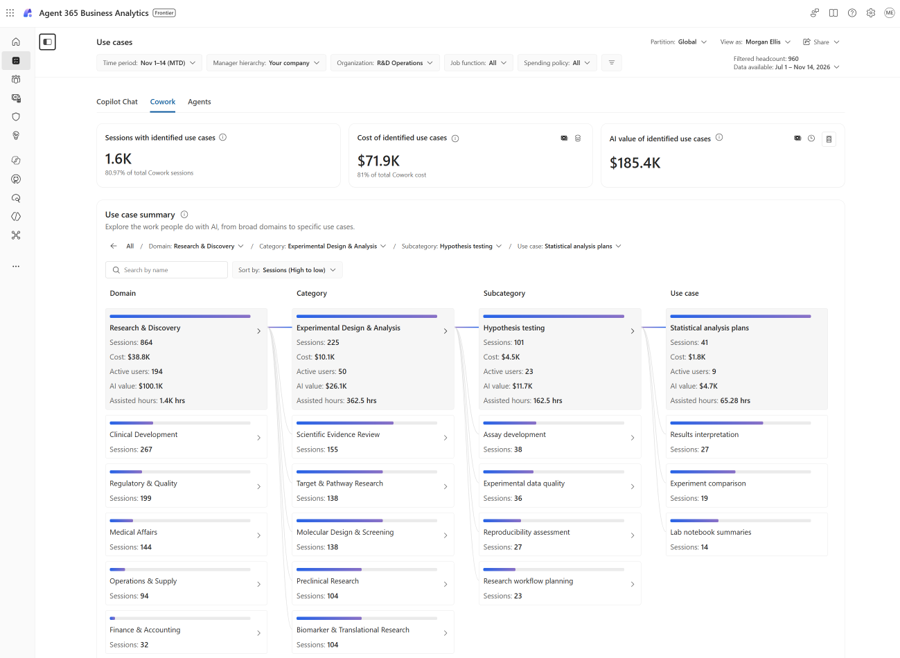 Agent 365 Business Analytics Frontier
ME
Use cases
Partition: Global
View as: Morgan Ellis
Share
Time period: Nov 1–14 (MTD)
Manager hierarchy: Your company
Organization: R&D Operations
Job function: All
Spending policy: All
Filtered headcount: 960
Data available: Jul 1 – Nov 14, 2026
Copilot Chat
Cowork
Agents
Sessions with identified use cases
1.6K
80.97% of total Cowork sessions
Cost of identified use cases
$71.9K
81% of total Cowork cost
AI value of identified use cases
$185.4K
Use case summary
Explore the work people do with AI, from broad domains to specific use cases.
All / Domain: Research & Discovery / Category: Experimental Design & Analysis / Subcategory: Hypothesis testing / Use case: Statistical analysis plans
Search by name
Sort by: Sessions (High to low)
Domain
Research & Discovery
Sessions: 864
Cost: $38.8K
Active users: 194
AI value: $100.1K
Assisted hours: 1.4K hrs
Clinical Development
Sessions: 267
Regulatory & Quality
Sessions: 199
Medical Affairs
Sessions: 144
Operations & Supply
Sessions: 94
Finance & Accounting
Sessions: 32
Category
Experimental Design & Analysis
Sessions: 225
Cost: $10.1K
Active users: 50
AI value: $26.1K
Assisted hours: 362.5 hrs
Scientific Evidence Review
Sessions: 155
Target & Pathway Research
Sessions: 138
Molecular Design & Screening
Sessions: 138
Preclinical Research
Sessions: 104
Biomarker & Translational Research
Sessions: 104
Subcategory
Hypothesis testing
Sessions: 101
Cost: $4.5K
Active users: 23
AI value: $11.7K
Assisted hours: 162.5 hrs
Assay development
Sessions: 38
Experimental data quality
Sessions: 36
Reproducibility assessment
Sessions: 27
Research workflow planning
Sessions: 23
Use case
Statistical analysis plans
Sessions: 41
Cost: $1.8K
Active users: 9
AI value: $4.7K
Assisted hours: 65.28 hrs
Results interpretation
Sessions: 27
Experiment comparison
Sessions: 19
Lab notebook summaries
Sessions: 14